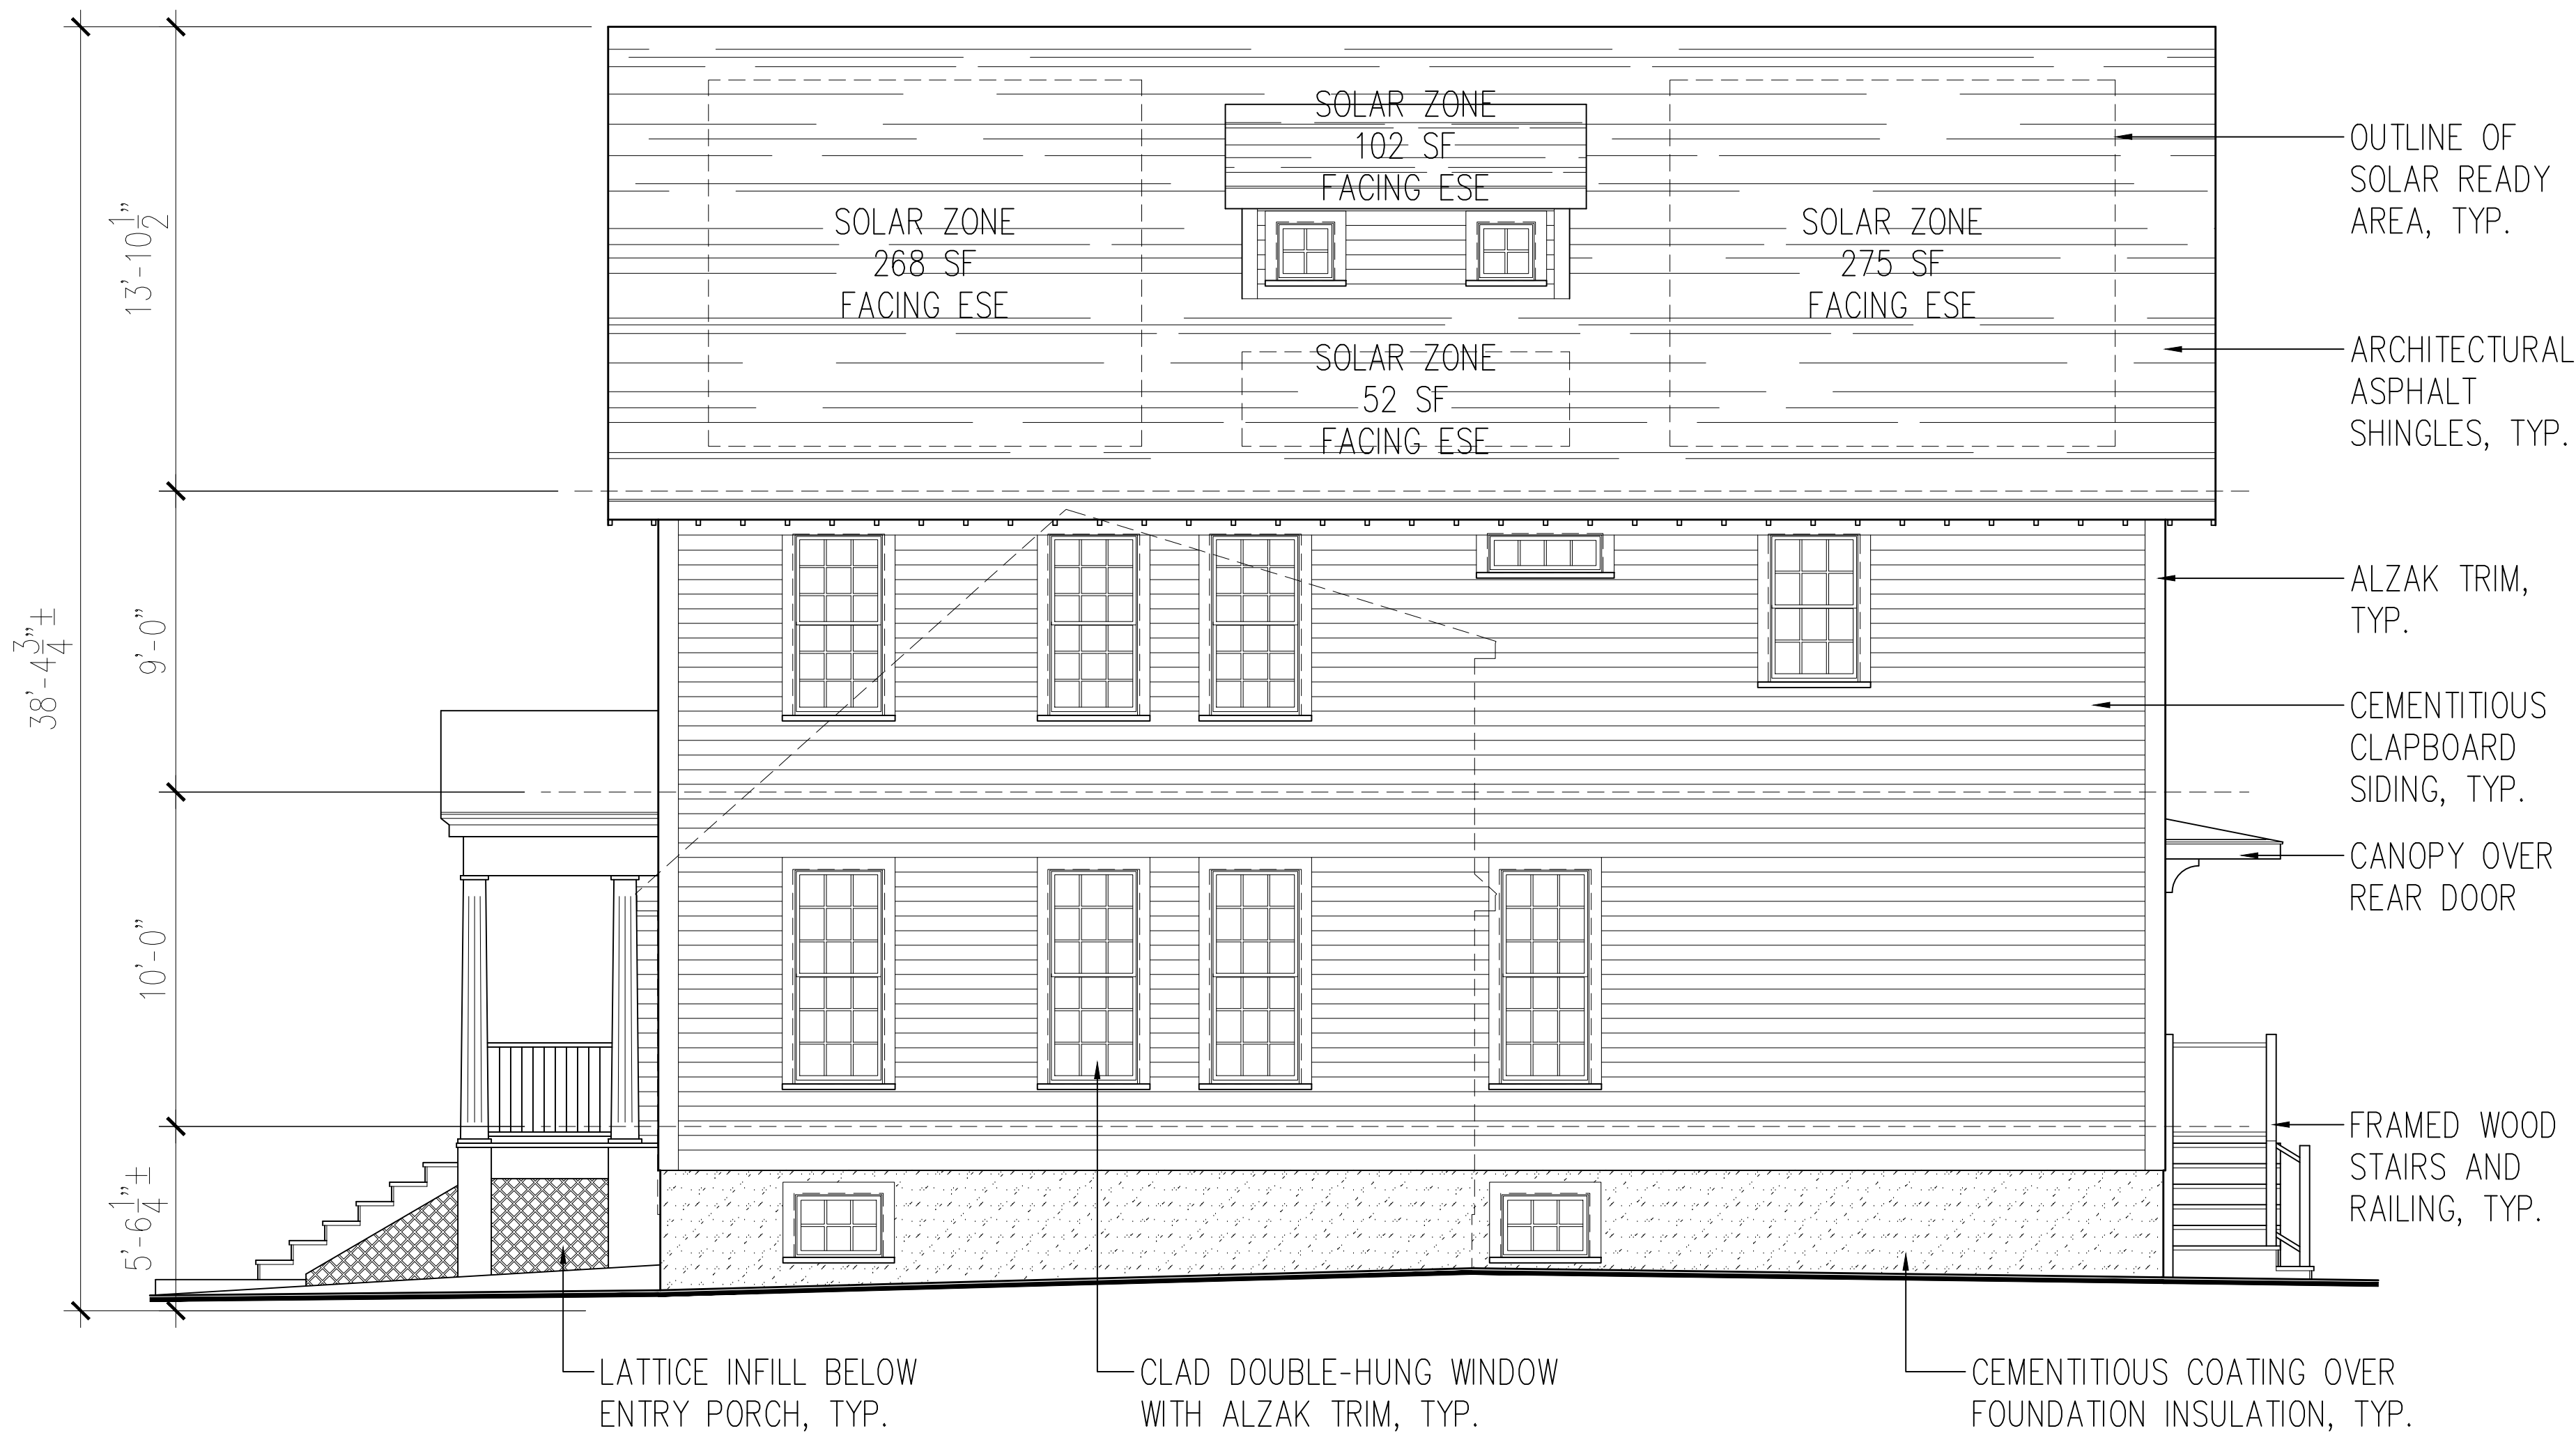 SOLAR ZONE
102 SF
FACING ESE
SOLAR ZONE
268 SF
FACING ESE
SOLAR ZONE
275 SF
FACING ESE
SOLAR ZONE
52 SF
FACING ESE
OUTLINE OF
SOLAR READY
AREA, TYP.
ARCHITECTURAL
ASPHALT
SHINGLES, TYP.
ALZAK TRIM,
TYP.
CEMENTITIOUS
CLAPBOARD
SIDING, TYP.
CANOPY OVER
REAR DOOR
FRAMED WOOD
STAIRS AND
RAILING, TYP.
13'-10 1/2"
9'-0"
10'-0"
5'-6 1/4"±
38'-4 3/4"±
LATTICE INFILL BELOW
ENTRY PORCH, TYP.
CLAD DOUBLE-HUNG WINDOW
WITH ALZAK TRIM, TYP.
CEMENTITIOUS COATING OVER
FOUNDATION INSULATION, TYP.